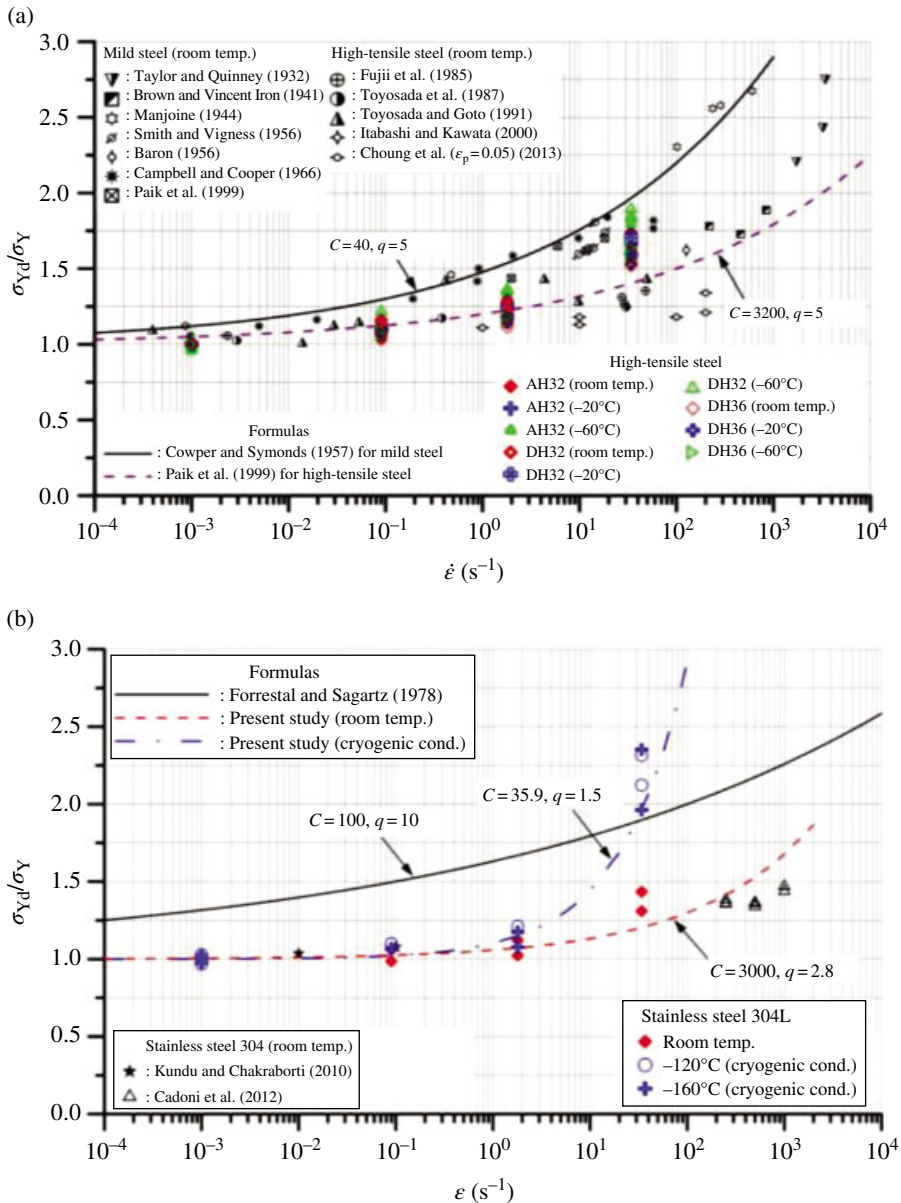 (a)
3.0
2.5
2.0
1.5
1.0
0.5
0.0
σYd/σY
Mild steel (room temp.)
: Taylor and Quinney (1932)
: Brown and Vincent Iron (1941)
: Manjoine (1944)
: Smith and Vigness (1956)
: Baron (1956)
: Campbell and Cooper (1966)
: Paik et al. (1999)
High-tensile steel (room temp.)
: Fujii et al. (1985)
: Toyosada et al. (1987)
: Toyosada and Goto (1991)
: Itabashi and Kawata (2000)
: Choung et al. (εp = 0.05) (2013)
C = 40, q = 5
C = 3200, q = 5
High-tensile steel
AH32 (room temp.)
AH32 (–20°C)
AH32 (–60°C)
DH32 (room temp.)
DH32 (–20°C)
DH32 (–60°C)
DH36 (room temp.)
DH36 (–20°C)
DH36 (–60°C)
Formulas
: Cowper and Symonds (1957) for mild steel
: Paik et al. (1999) for high-tensile steel
10⁻⁴ 10⁻³ 10⁻² 10⁻¹ 10⁰ 10¹ 10² 10³ 10⁴
ε̇ (s⁻¹)
(b)
3.0
2.5
2.0
1.5
1.0
0.5
0.0
σYd/σY
Formulas
: Forrestal and Sagartz (1978)
: Present study (room temp.)
: Present study (cryogenic cond.)
C = 100, q = 10
C = 35.9, q = 1.5
C = 3000, q = 2.8
Stainless steel 304 (room temp.)
: Kundu and Chakraborti (2010)
: Cadoni et al. (2012)
Stainless steel 304L
Room temp.
–120°C (cryogenic cond.)
–160°C (cryogenic cond.)
10⁻⁴ 10⁻³ 10⁻² 10⁻¹ 10⁰ 10¹ 10² 10³ 10⁴
ε (s⁻¹)